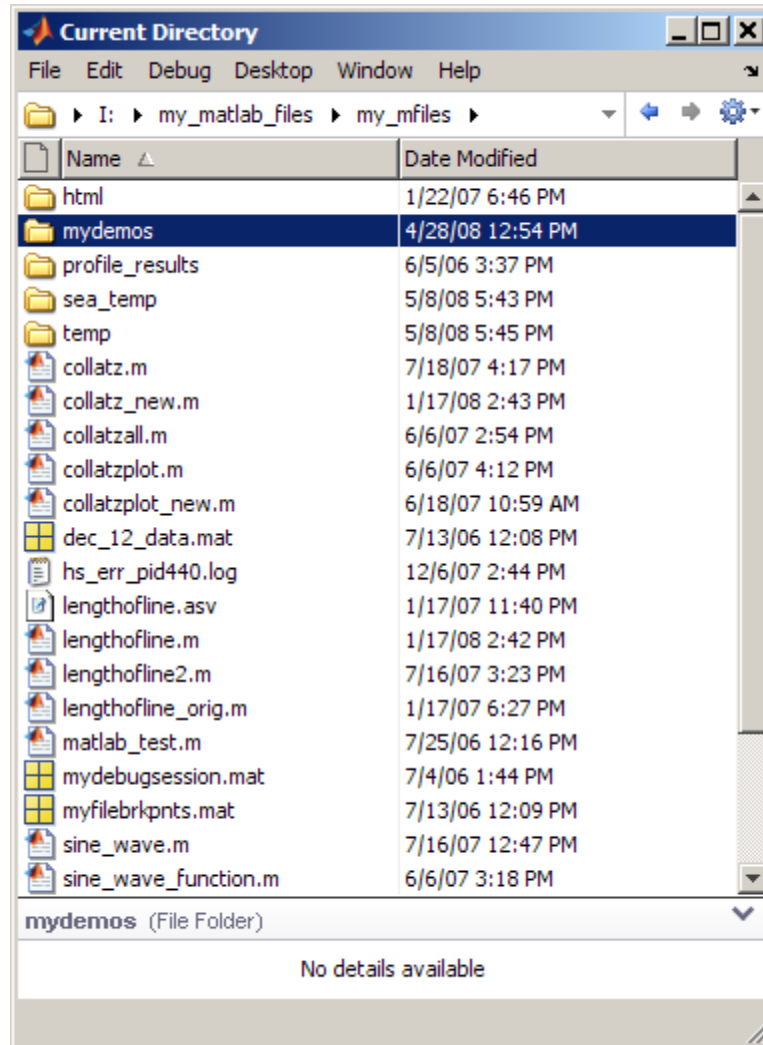 Current Directory
File Edit Debug Desktop Window Help
I: my_matlab_files my_mfiles
Name Date Modified
html 1/22/07 6:46 PM
mydemos 4/28/08 12:54 PM
profile_results 6/5/06 3:37 PM
sea_temp 5/8/08 5:43 PM
temp 5/8/08 5:45 PM
collatz.m 7/18/07 4:17 PM
collatz_new.m 1/17/08 2:43 PM
collatzall.m 6/6/07 2:54 PM
collatzplot.m 6/6/07 4:12 PM
collatzplot_new.m 6/18/07 10:59 AM
dec_12_data.mat 7/13/06 12:08 PM
hs_err_pid440.log 12/6/07 2:44 PM
lengthofline.asv 1/17/07 11:40 PM
lengthofline.m 1/17/08 2:42 PM
lengthofline2.m 7/16/07 3:23 PM
lengthofline_orig.m 1/17/07 6:27 PM
matlab_test.m 7/25/06 12:16 PM
mydebugsession.mat 7/4/06 1:44 PM
myfilebrkpnts.mat 7/13/06 12:09 PM
sine_wave.m 7/16/07 12:47 PM
sine_wave_function.m 6/6/07 3:18 PM
mydemos (File Folder)
No details available